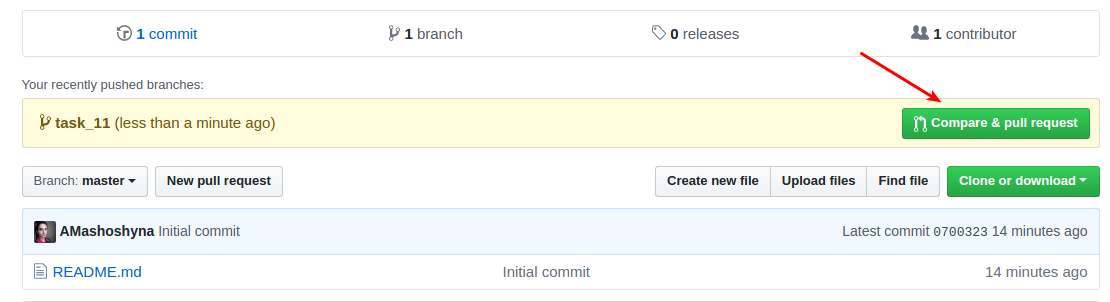 1 commit 1 branch 0 releases 1 contributor
Your recently pushed branches:
task_11 (less than a minute ago) Compare & pull request
Branch: master New pull request Create new file Upload files Find file Clone or download
AMashoshyna Initial commit Latest commit 0700323 14 minutes ago
README.md Initial commit 14 minutes ago